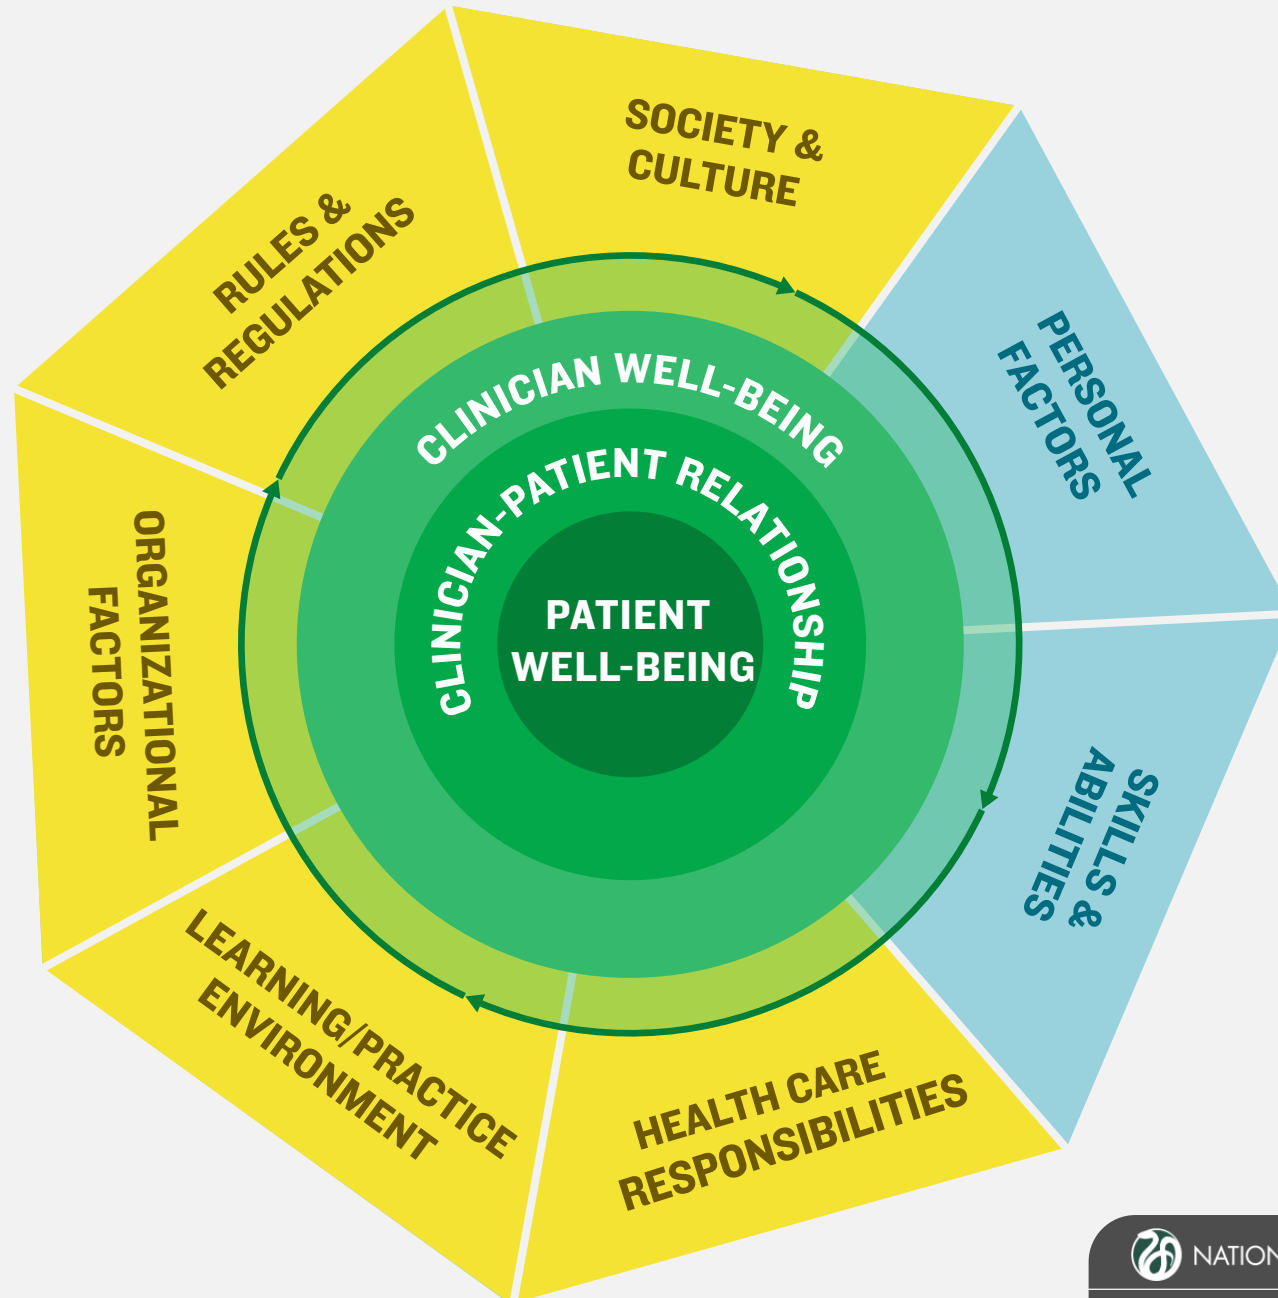 SOCIETY &
CULTURE
RULES &
REGULATIONS
PERSONAL
FACTORS
CLINICIAN WELL-BEING
CLINICIAN-PATIENT RELATIONSHIP
PATIENT
WELL-BEING
ORGANIZATIONAL
FACTORS
SKILLS &
ABILITIES
LEARNING/PRACTICE
ENVIRONMENT
HEALTH CARE
RESPONSIBILITIES